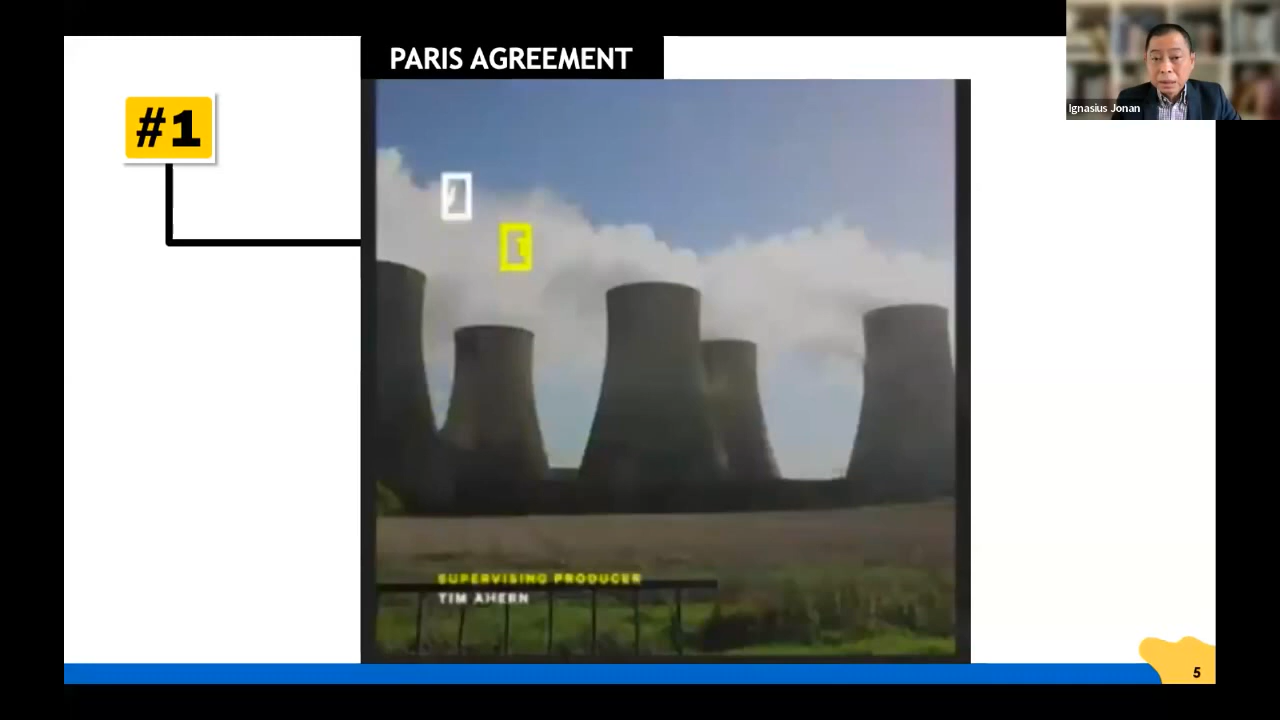 PARIS AGREEMENT
Ignasius Jonan
#1
SUPERVISING PRODUCER
TIM AHERN
5